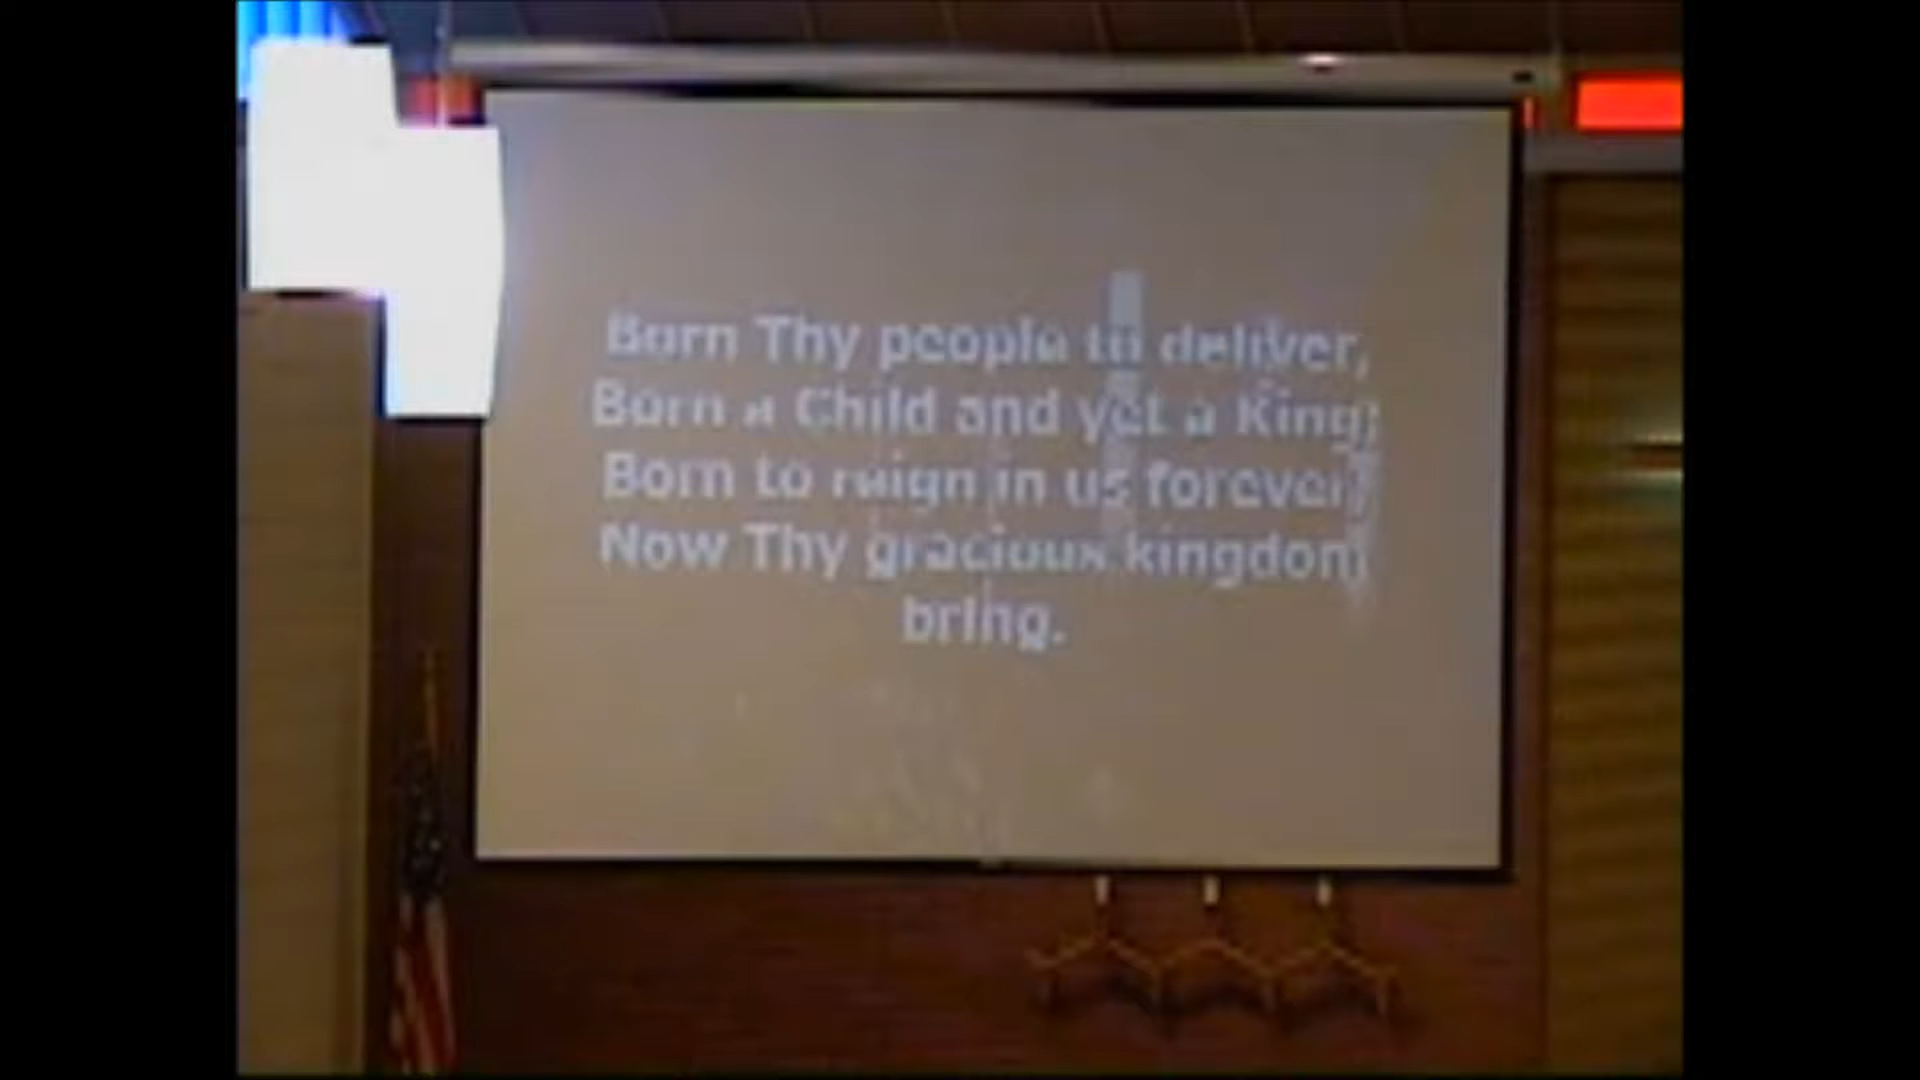 Born Thy people to deliver,
Born a Child and yet a King;
Born to reign in us forever,
Now Thy gracious kingdom
bring.